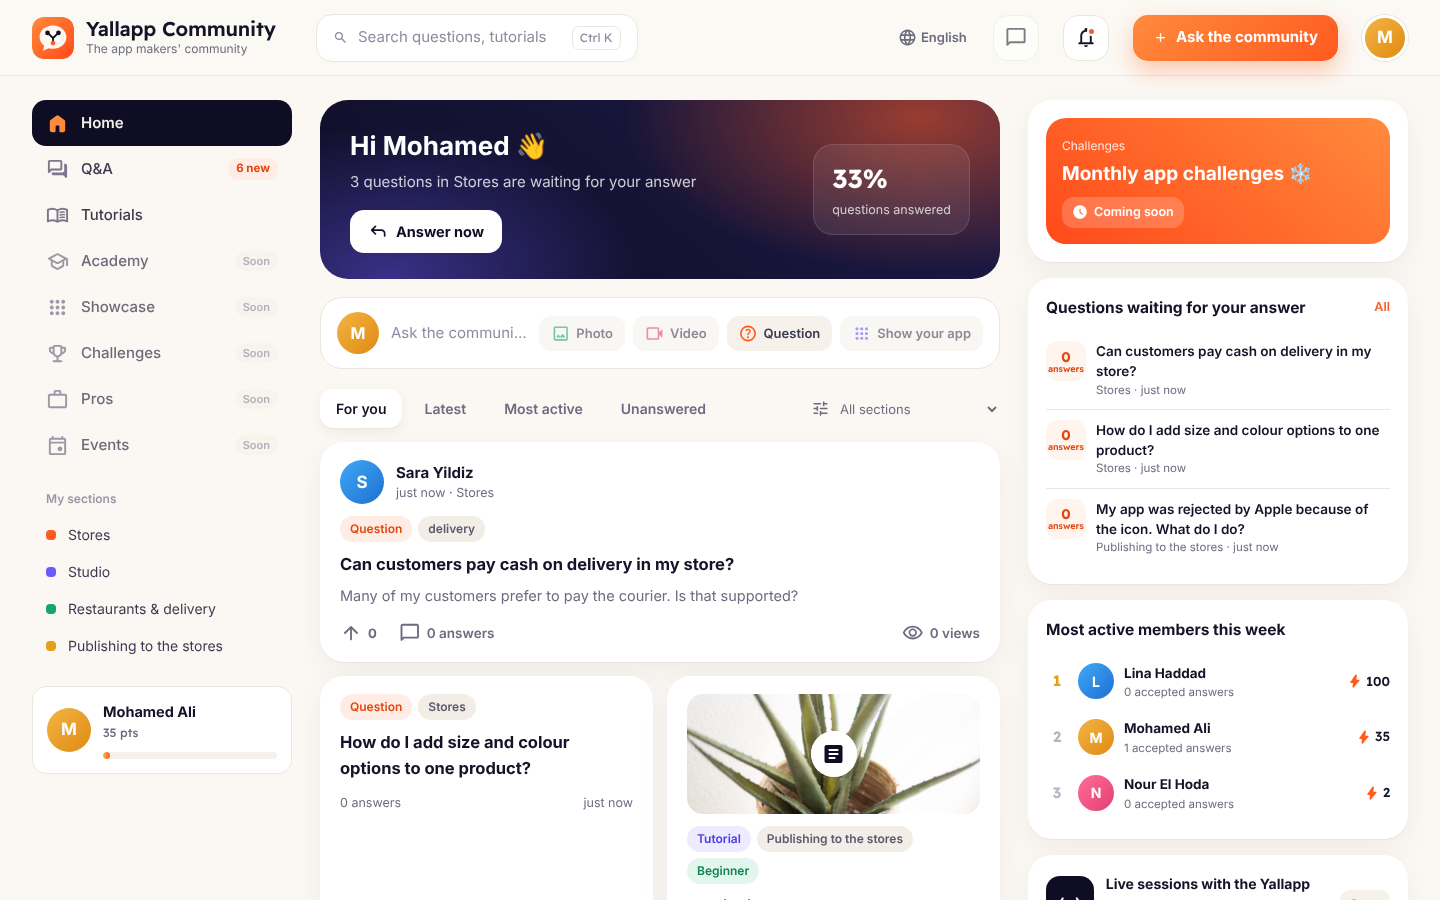 Yallapp Community
The app makers' community
Search questions, tutorials
Ctrl K
English
+ Ask the community
M
Home
Q&A
6 new
Tutorials
Academy
Soon
Showcase
Soon
Challenges
Soon
Pros
Soon
Events
Soon
My sections
Stores
Studio
Restaurants & delivery
Publishing to the stores
M
Mohamed Ali
35 pts
Hi Mohamed 👋
3 questions in Stores are waiting for your answer
Answer now
33%
questions answered
M
Ask the communi...
Photo
Video
Question
Show your app
For you
Latest
Most active
Unanswered
All sections
S
Sara Yildiz
just now · Stores
Question
delivery
Can customers pay cash on delivery in my store?
Many of my customers prefer to pay the courier. Is that supported?
0
0 answers
0 views
Question
Stores
How do I add size and colour
options to one product?
0 answers
just now
Tutorial
Publishing to the stores
Beginner
Challenges
Monthly app challenges ❄️
Coming soon
Questions waiting for your answer
All
0
answers
Can customers pay cash on delivery in my
store?
Stores · just now
0
answers
How do I add size and colour options to one
product?
Stores · just now
0
answers
My app was rejected by Apple because of
the icon. What do I do?
Publishing to the stores · just now
Most active members this week
1
L
Lina Haddad
0 accepted answers
100
2
M
Mohamed Ali
1 accepted answers
35
3
N
Nour El Hoda
0 accepted answers
2
Live sessions with the Yallapp